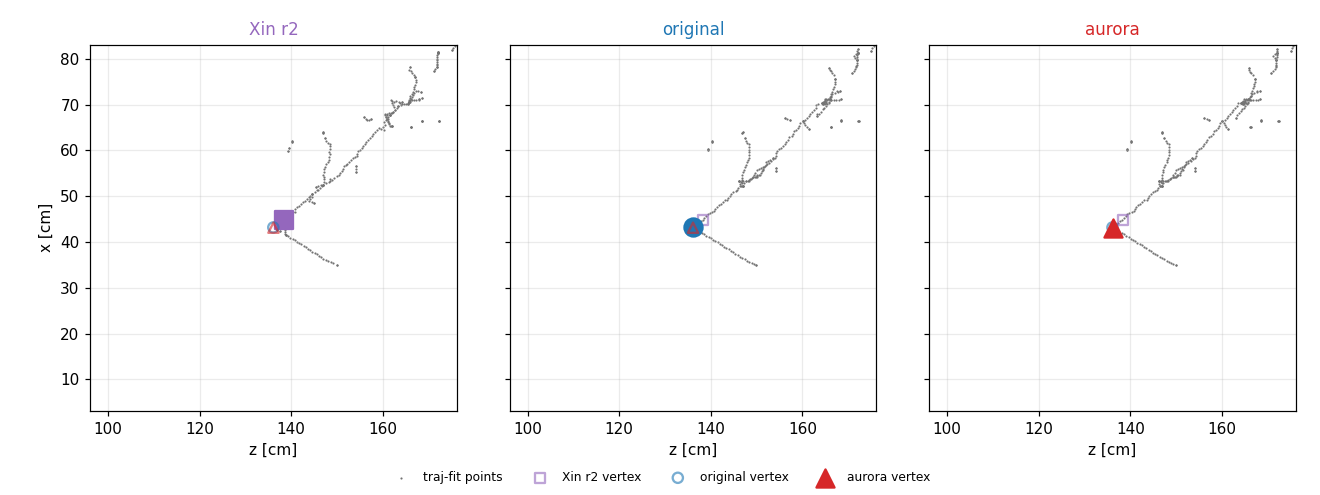 Xin r2
original
aurora
80
70
60
50
40
30
20
10
x [cm]
100 120 140 160
100 120 140 160
100 120 140 160
z [cm]
z [cm]
z [cm]
traj-fit points
Xin r2 vertex
original vertex
aurora vertex